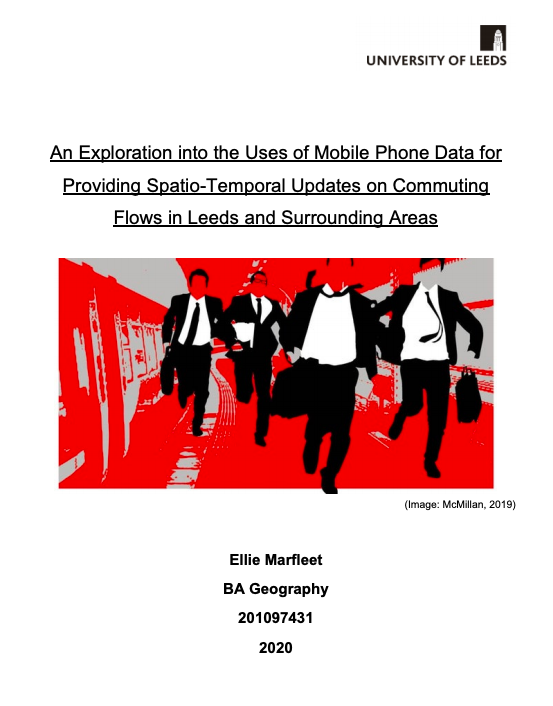 UNIVERSITY OF LEEDS
An Exploration into the Uses of Mobile Phone Data for
Providing Spatio-Temporal Updates on Commuting
Flows in Leeds and Surrounding Areas
(Image: McMillan, 2019)
Ellie Marfleet
BA Geography
201097431
2020